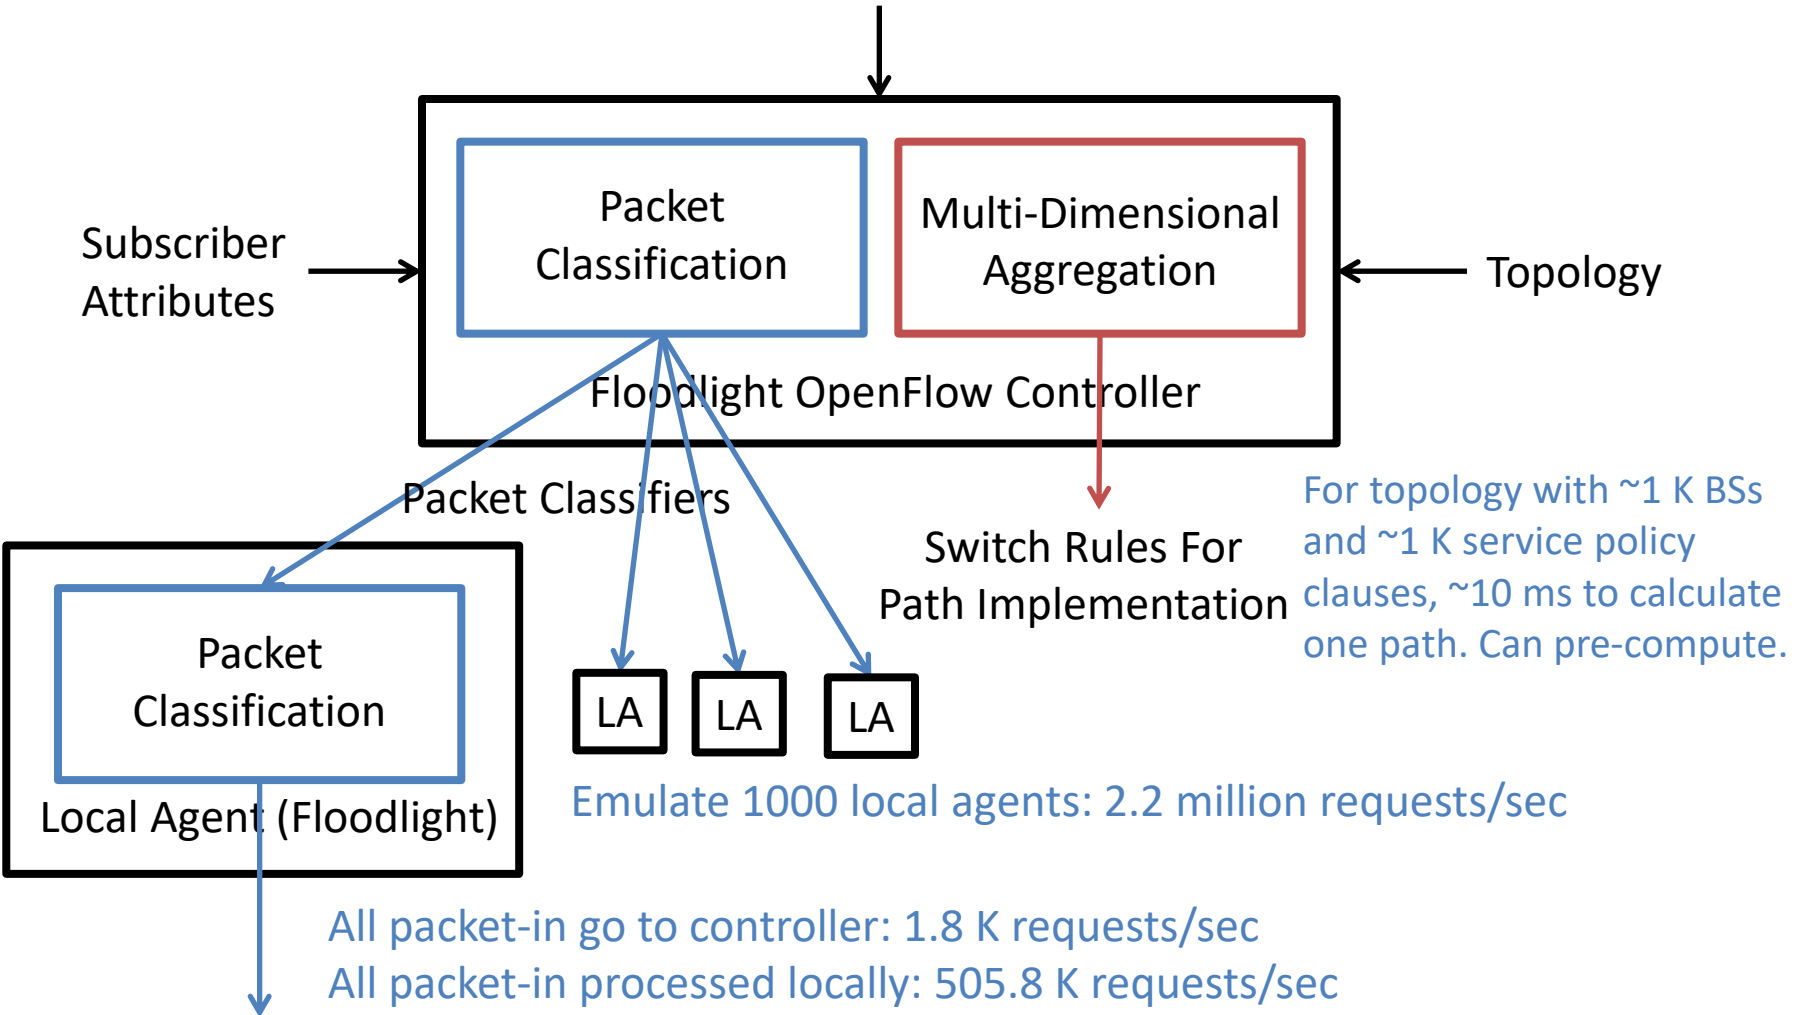 Subscriber
Attributes
Packet
Classification
Multi-Dimensional
Aggregation
Topology
Floodlight OpenFlow Controller
Packet Classifiers
Switch Rules For
Path Implementation
For topology with ~1 K BSs
and ~1 K service policy
clauses, ~10 ms to calculate
one path. Can pre-compute.
Packet
Classification
Local Agent (Floodlight)
LA
LA
LA
Emulate 1000 local agents: 2.2 million requests/sec
All packet-in go to controller: 1.8 K requests/sec
All packet-in processed locally: 505.8 K requests/sec